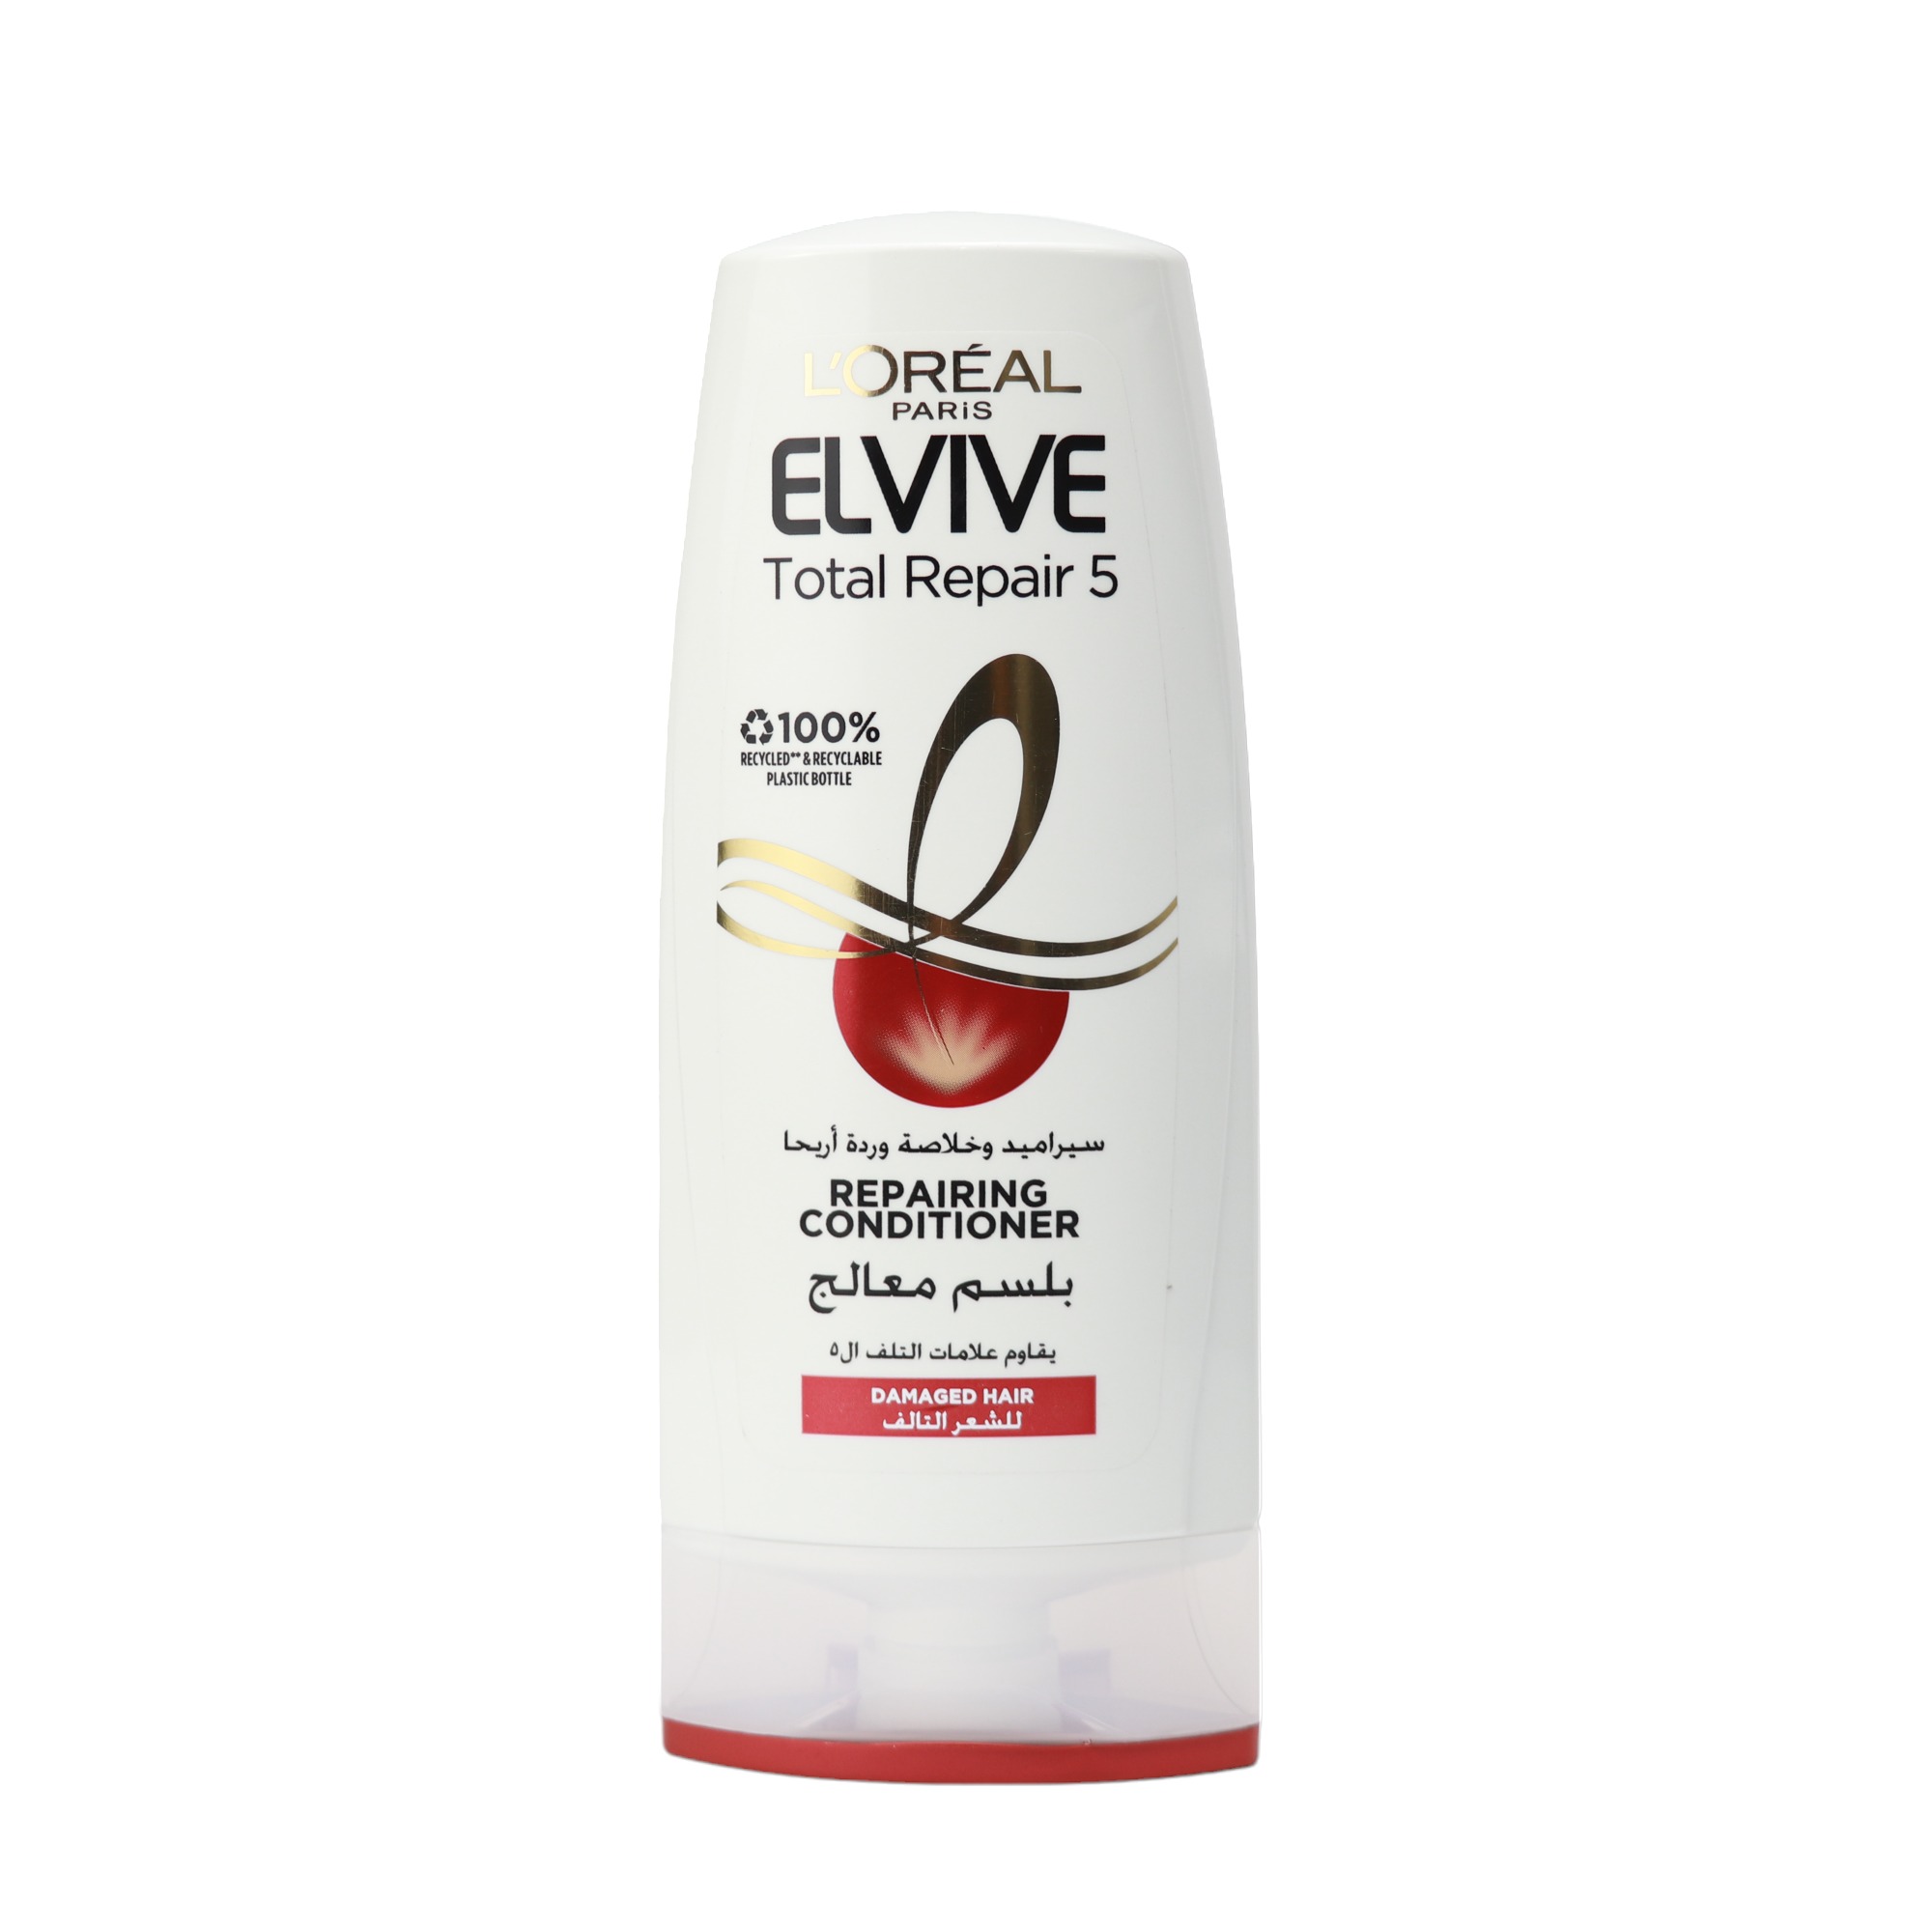 L'ORÉAL
PARiS
ELVIVE
Total Repair 5
100%
RECYCLED** & RECYCLABLE
PLASTIC BOTTLE
سيراميد وخلاصة وردة أريحا
REPAIRING
CONDITIONER
بلسم معالج
يقاوم علامات التلف ال٥
DAMAGED HAIR
للشعر التالف